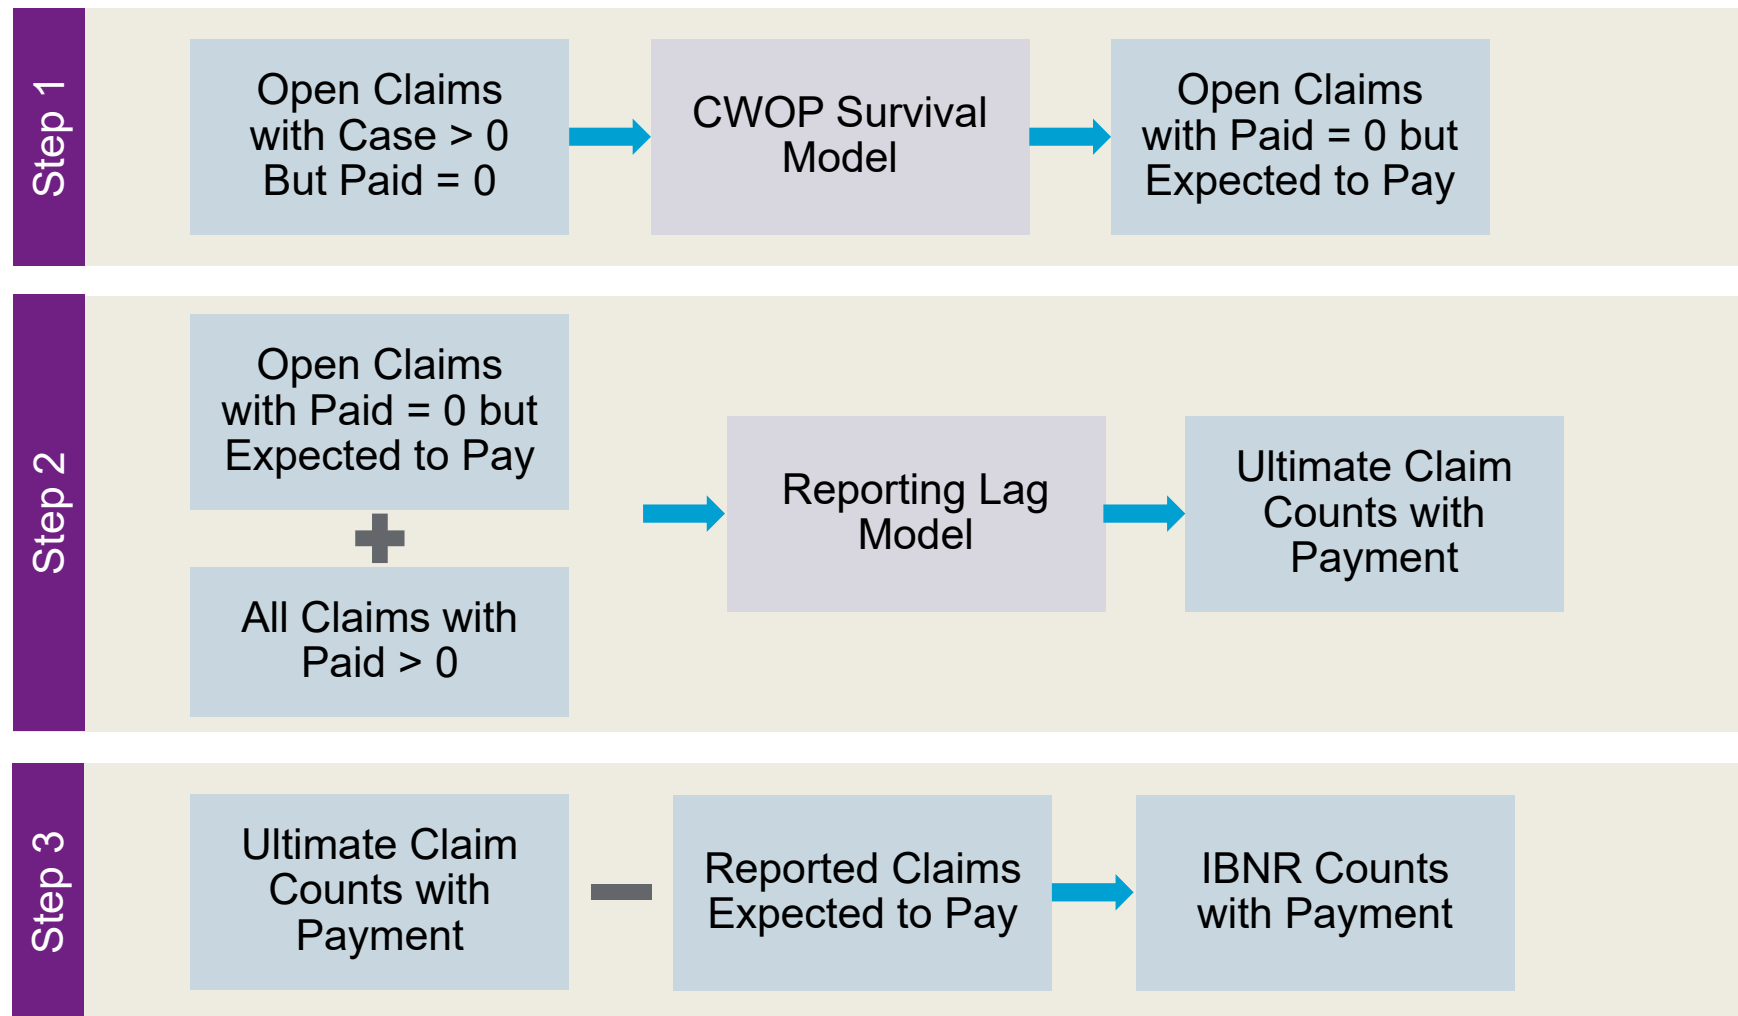 Step 1
Open Claims
with Case > 0
But Paid = 0
CWOP Survival
Model
Open Claims
with Paid = 0 but
Expected to Pay
Step 2
Open Claims
with Paid = 0 but
Expected to Pay
All Claims with
Paid > 0
Reporting Lag
Model
Ultimate Claim
Counts with
Payment
Step 3
Ultimate Claim
Counts with
Payment
Reported Claims
Expected to Pay
IBNR Counts
with Payment